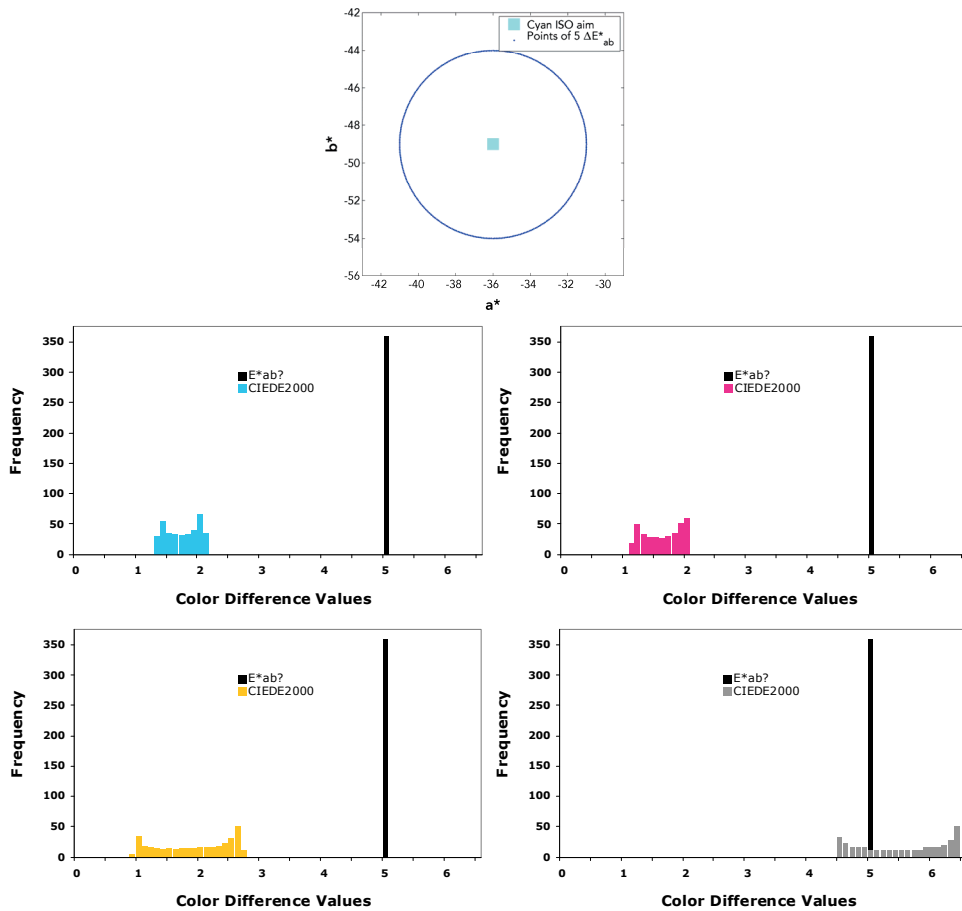 -42
Cyan ISO aim
Points of 5 ΔE*ab
-44
-46
-48
-50
-52
-54
-56
b*
-42 -40 -38 -36 -34 -32 -30
a*
350
300
250
200
150
100
50
0
Frequency
E*ab?
CIEDE2000
0 1 2 3 4 5 6
Color Difference Values
350
300
250
200
150
100
50
0
Frequency
E*ab?
CIEDE2000
0 1 2 3 4 5 6
Color Difference Values
350
300
250
200
150
100
50
0
Frequency
E*ab?
CIEDE2000
0 1 2 3 4 5 6
Color Difference Values
350
300
250
200
150
100
50
0
Frequency
E*ab?
CIEDE2000
0 1 2 3 4 5 6
Color Difference Values